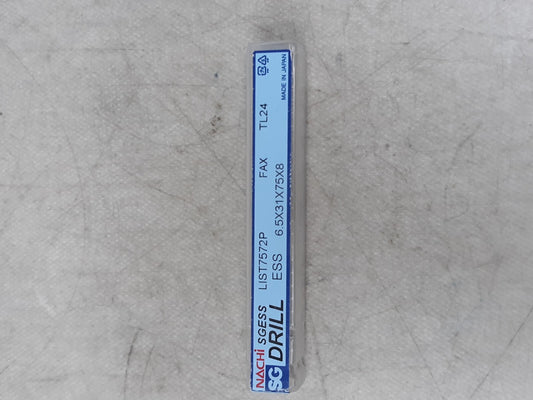 NACHI SGESS
SG DRILL
LIST7572P FAX TL24
ESS 6.5X31X75X8
MADE IN JAPAN